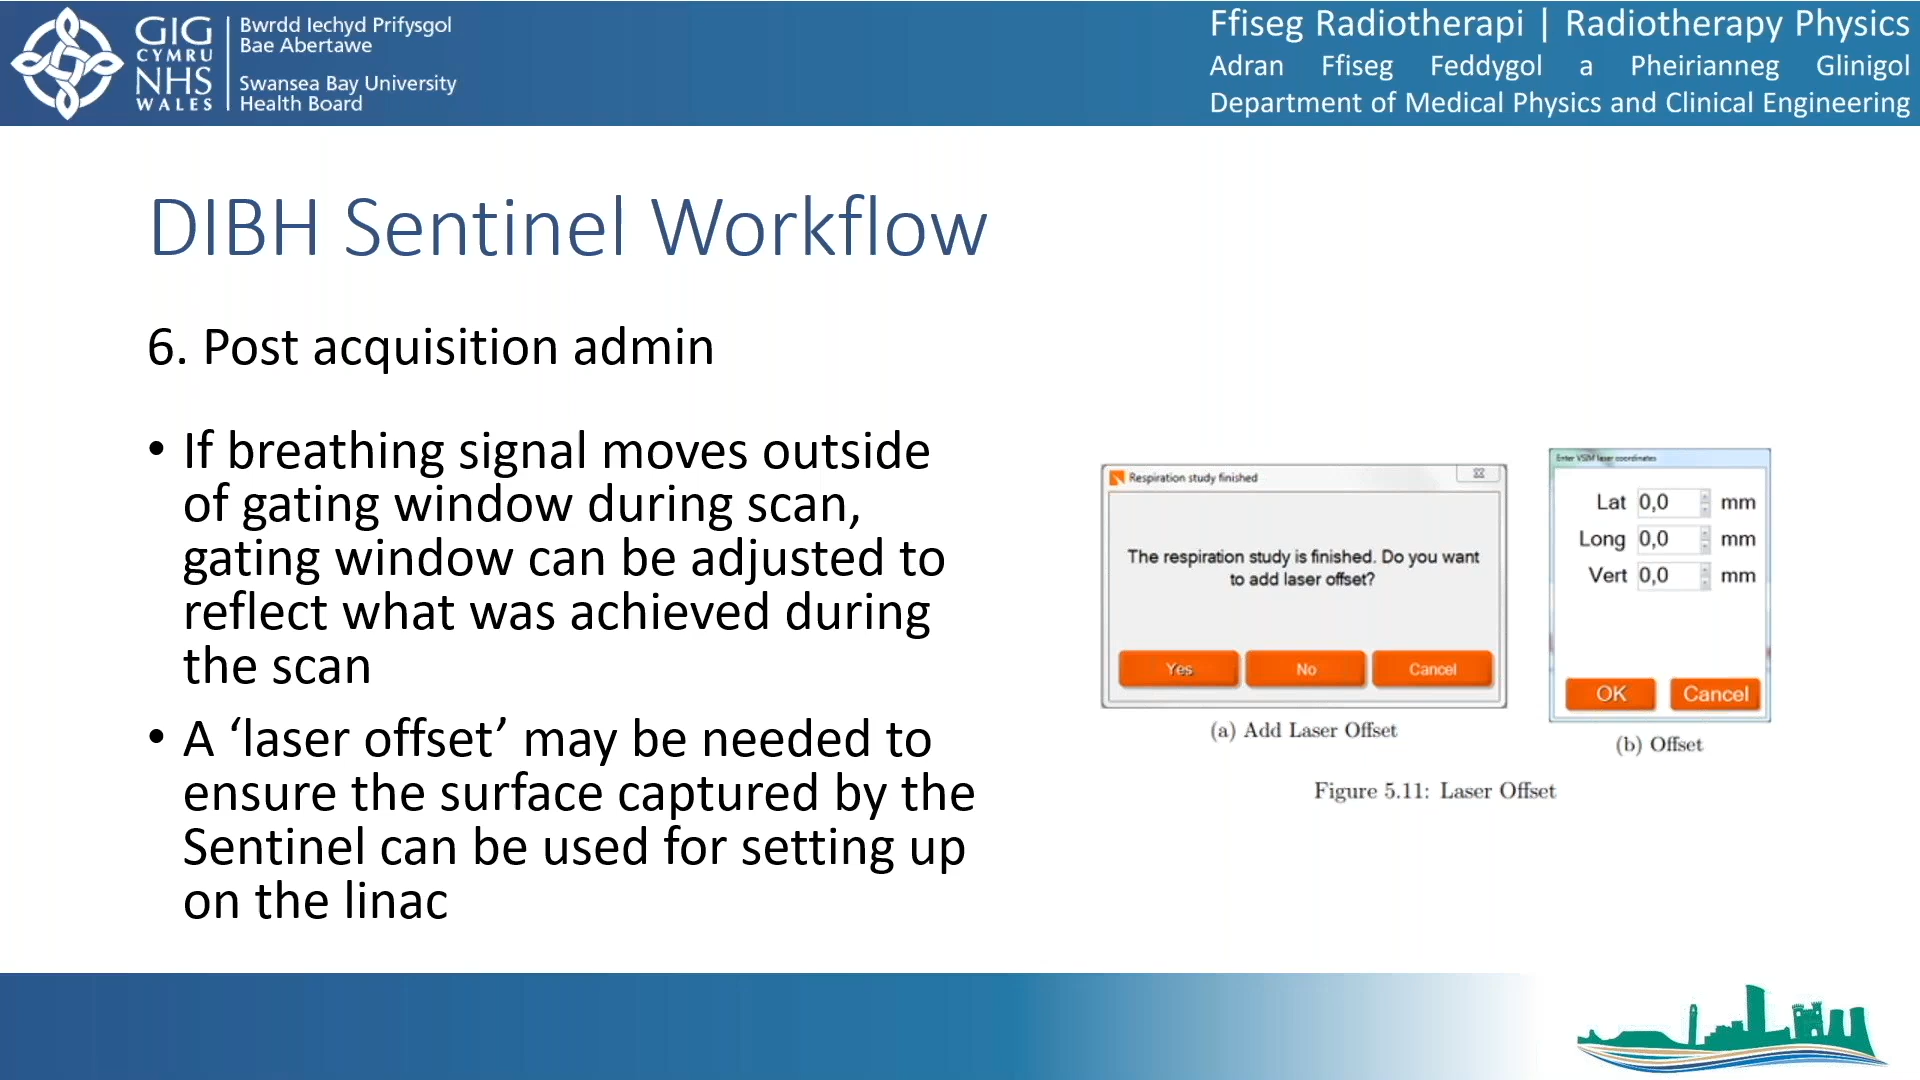 GIG
CYMRU
NHS
WALES
Bwrdd Iechyd Prifysgol
Bae Abertawe
Swansea Bay University
Health Board
Ffiseg Radiotherapi | Radiotherapy Physics
Adran Ffiseg Feddygol a Pheirianneg Glinigol
Department of Medical Physics and Clinical Engineering
DIBH Sentinel Workflow
6. Post acquisition admin
• If breathing signal moves outside
of gating window during scan,
gating window can be adjusted to
reflect what was achieved during
the scan
• A ‘laser offset’ may be needed to
ensure the surface captured by the
Sentinel can be used for setting up
on the linac
Respiration study finished
The respiration study is finished. Do you want
to add laser offset?
Yes No Cancel
(a) Add Laser Offset
Enter VSIM laser coordinates
Lat 0,0 mm
Long 0,0 mm
Vert 0,0 mm
OK Cancel
(b) Offset
Figure 5.11: Laser Offset